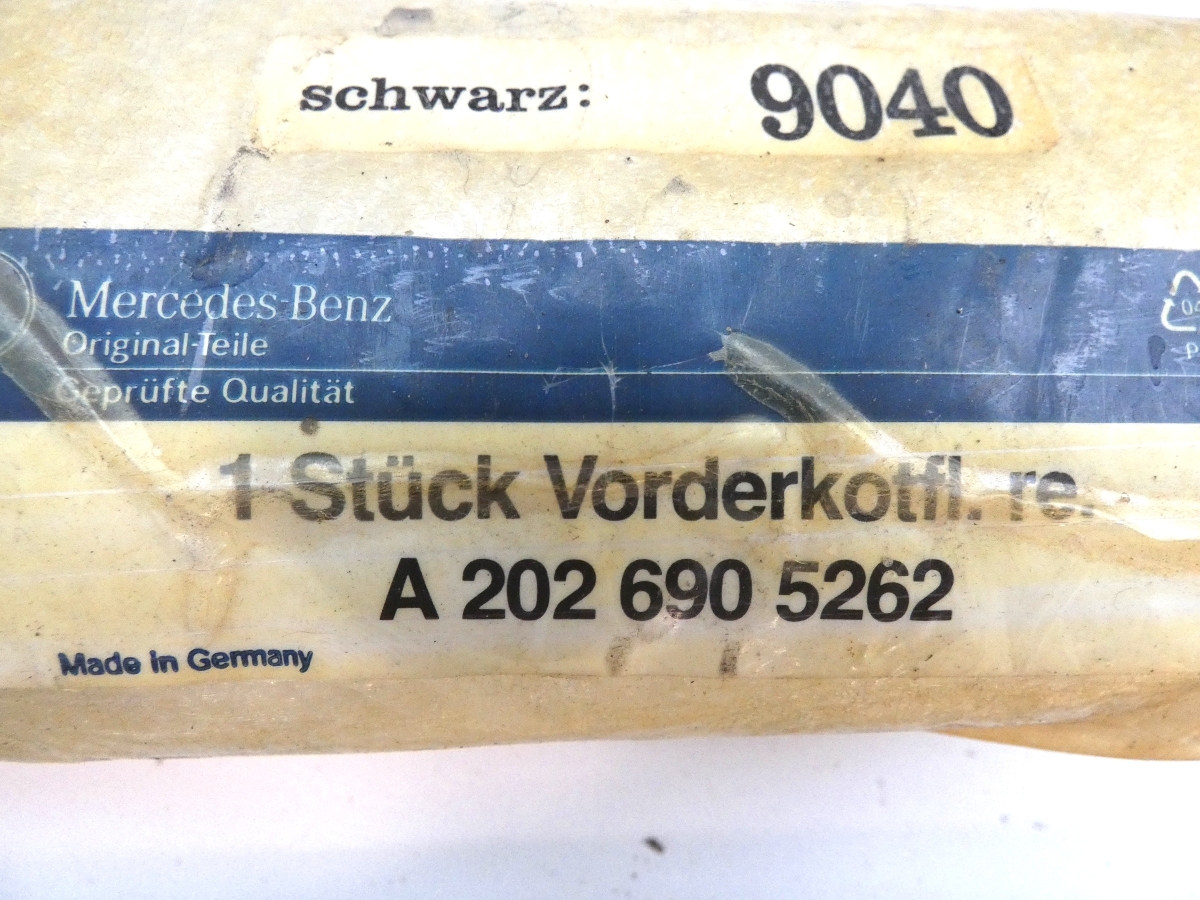 schwarz: 9040
Mercedes-Benz
Original-Teile
Geprüfte Qualität
1 Stück Vorderkotfl. re.
A 202 690 5262
Made in Germany